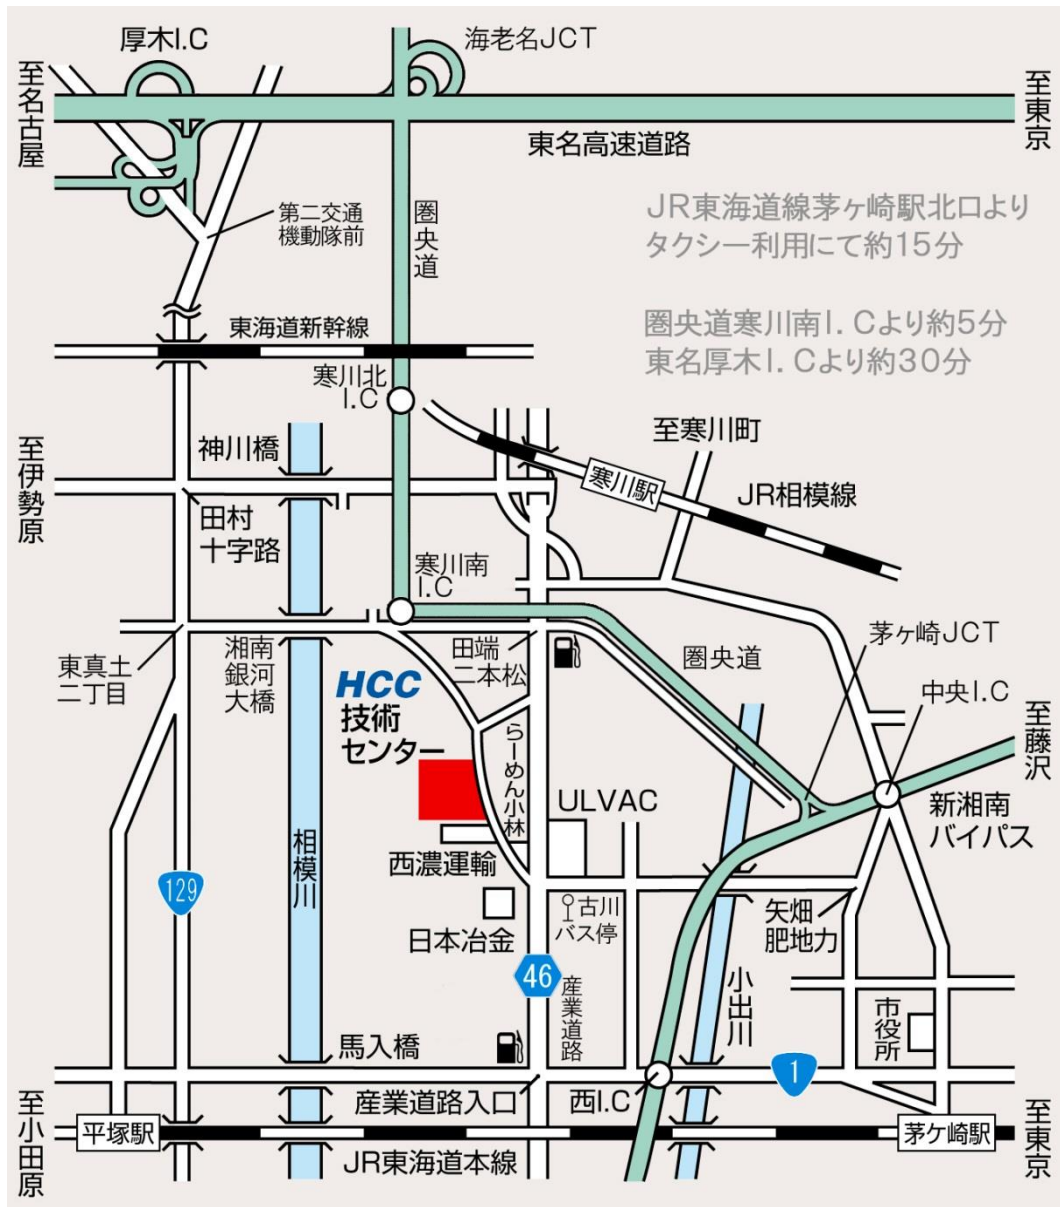 厚木I.C
海老名JCT
至名古屋
至東京
東名高速道路
第二交通
機動隊前
圏央道
JR東海道線茅ヶ崎駅北口より
タクシー利用にて約15分
圏央道寒川南I.Cより約5分
東名厚木I.Cより約30分
東海道新幹線
寒川北
I.C
至寒川町
至伊勢原
神川橋
寒川駅
JR相模線
田村
十字路
寒川南
I.C
東真土
二丁目
湘南
銀河
大橋
田端
二本松
圏央道
茅ヶ崎JCT
中央I.C
至藤沢
HCC
技術
センター
らーめん小林
ULVAC
新湘南
バイパス
相模川
西濃運輸
129
古川
バス停
矢畑
肥地力
日本冶金
46
産業道路
小出川
市役所
馬入橋
1
産業道路入口
西I.C
至小田原
平塚駅
茅ケ崎駅
至東京
JR東海道本線